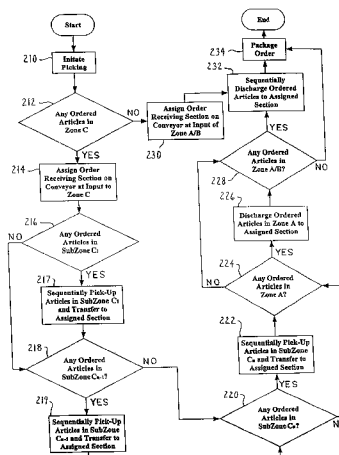 Start
210
Initiate
Picking
212
Any Ordered
Articles in
Zone C
NO
YES
214
Assign Order
Receiving Section on
Conveyor at Input to
Zone C
230
Assign Order
Receiving Section on
Conveyor at Input of
Zone A/B
216
Any Ordered
Articles in
SubZone C₁
NO
YES
217
Sequentially Pick-Up
Articles in SubZone C₁
and Transfer to
Assigned Section
218
Any Ordered
Articles in
SubZone Cₙ₋₁?
NO
YES
219
Sequentially Pick-Up
Articles in SubZone
Cₙ₋₁ and Transfer to
Assigned Section
End
234
Package
Order
232
Sequentially
Discharge Ordered
Articles to Assigned
Section
YES
NO
Any Ordered
Articles in
Zone A/B?
228
226
Discharge Ordered
Articles in Zone A to
Assigned Section
YES
NO
224
Any Ordered
Articles in
Zone A?
222
Sequentially Pick-Up
Articles in SubZone
Cₙ and Transfer to
Assigned Section
YES
220
Any Ordered
Articles in
SubZone Cₙ?